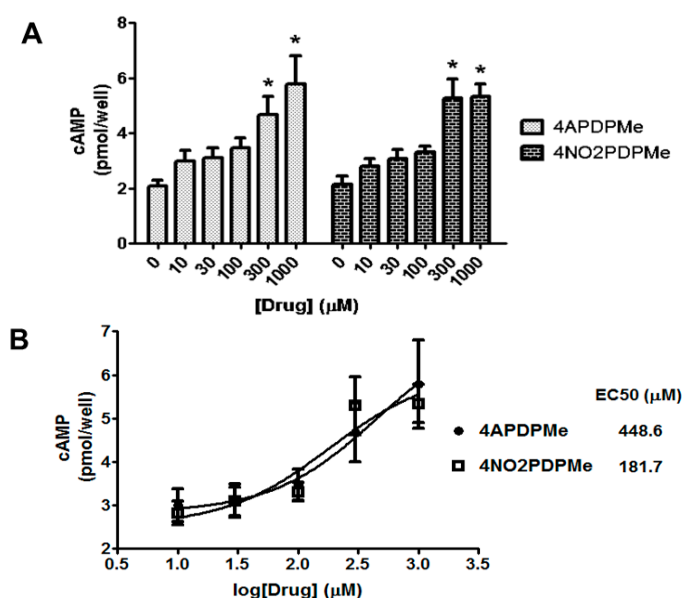 A
cAMP
(pmol/well)
8
6
4
2
0
0 10 30 100 300 1000 0 10 30 100 300 1000
* * * *
[Drug] (μM)
4APDPMe
4NO2PDPMe
B
cAMP
(pmol/well)
7
6
5
4
3
2
0.5 1.0 1.5 2.0 2.5 3.0 3.5
log[Drug] (μM)
EC50 (μM)
4APDPMe 448.6
4NO2PDPMe 181.7